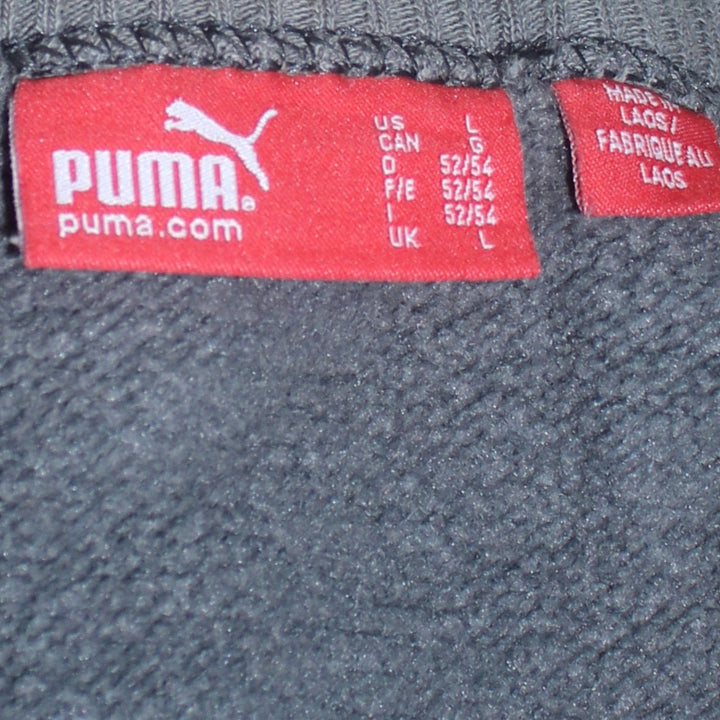 PUMA®
puma.com
US L
CAN G
D 52/54
F/E 52/54
I 52/54
UK L
MADE IN
LAOS/
FABRIQUE AU
LAOS